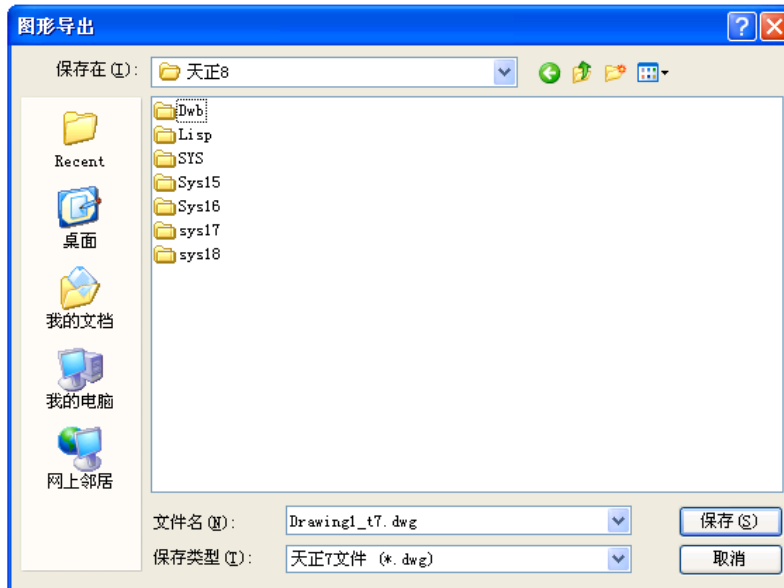 图形导出
保存在(I):
天正8
Dwb
Lisp
SYS
Sys15
Sys16
sys17
sys18
Recent
桌面
我的文档
我的电脑
网上邻居
文件名(N):
Drawing1_t7.dwg
保存(S)
保存类型(T):
天正7文件 (*.dwg)
取消